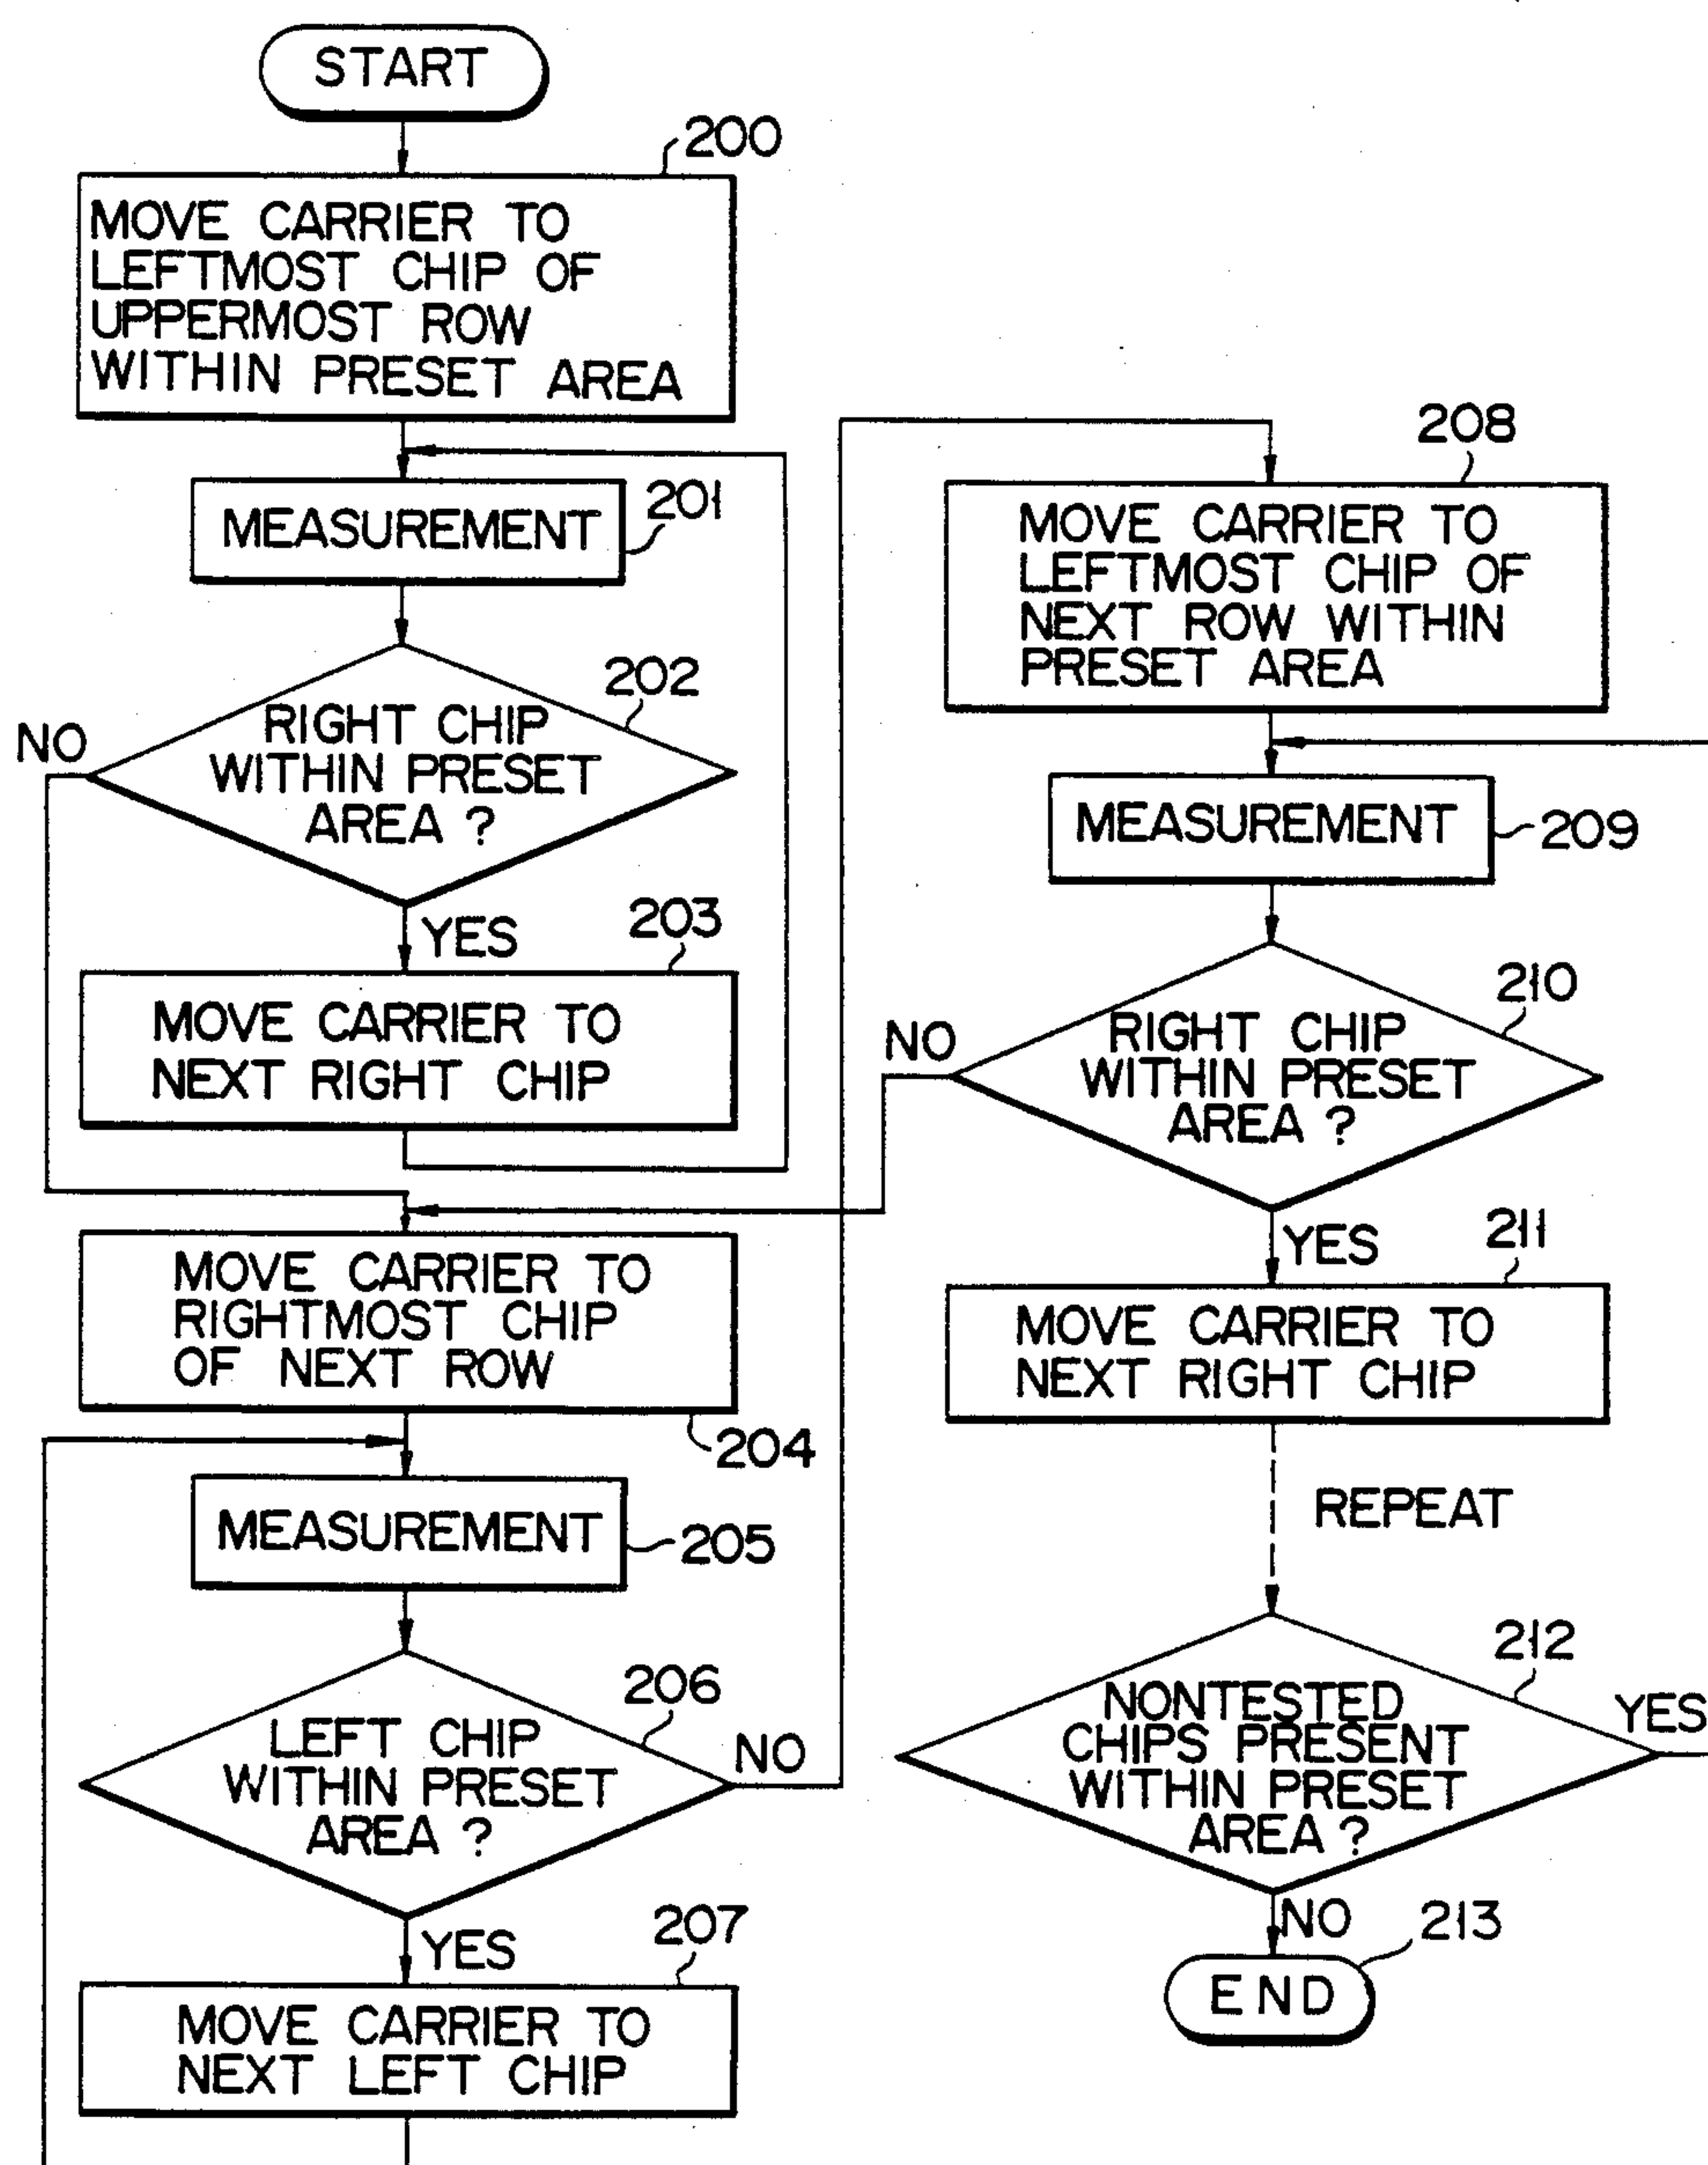 START
200
MOVE CARRIER TO
LEFTMOST CHIP OF
UPPERMOST ROW
WITHIN PRESET AREA
MEASUREMENT
201
202
RIGHT CHIP
WITHIN PRESET
AREA ?
NO
YES
203
MOVE CARRIER TO
NEXT RIGHT CHIP
MOVE CARRIER TO
RIGHTMOST CHIP
OF NEXT ROW
204
MEASUREMENT
205
206
LEFT CHIP
WITHIN PRESET
AREA ?
NO
YES
207
MOVE CARRIER TO
NEXT LEFT CHIP
208
MOVE CARRIER TO
LEFTMOST CHIP OF
NEXT ROW WITHIN
PRESET AREA
MEASUREMENT
209
210
NO
RIGHT CHIP
WITHIN PRESET
AREA ?
YES
211
MOVE CARRIER TO
NEXT RIGHT CHIP
REPEAT
212
NONTESTED
CHIPS PRESENT
WITHIN PRESET
AREA ?
YES
NO
213
END